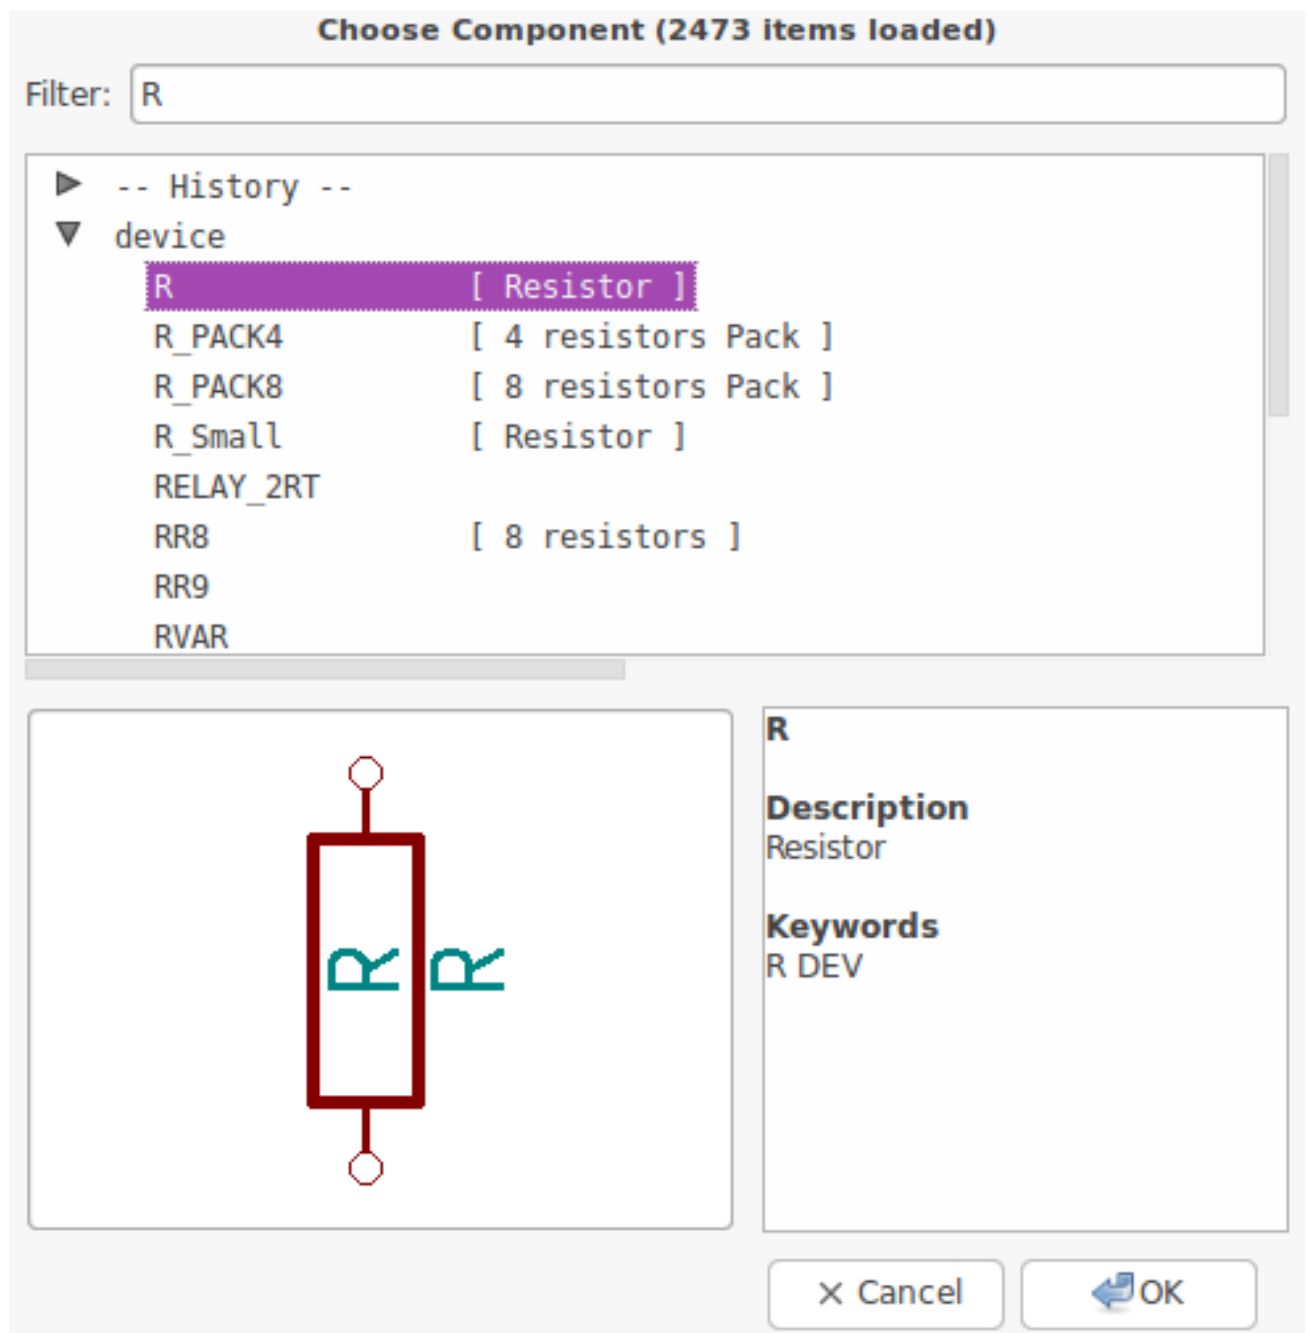 Choose Component (2473 items loaded)
Filter: R
-- History --
device
R [ Resistor ]
R_PACK4 [ 4 resistors Pack ]
R_PACK8 [ 8 resistors Pack ]
R_Small [ Resistor ]
RELAY_2RT
RR8 [ 8 resistors ]
RR9
RVAR
R R
R
Description
Resistor
Keywords
R DEV
Cancel OK